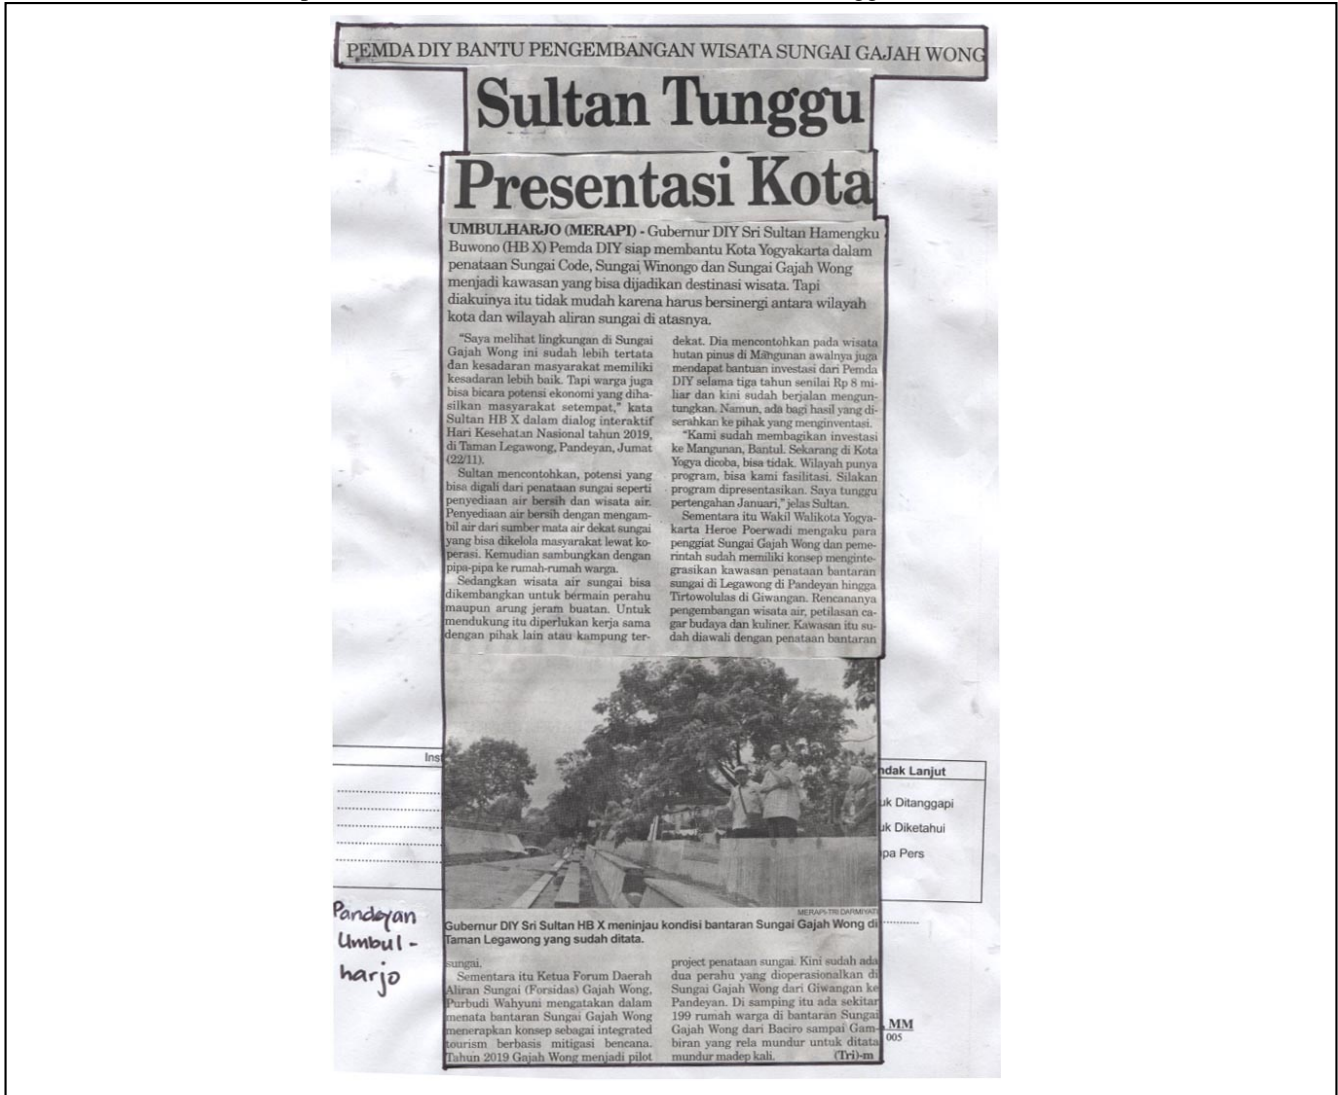 PEMDA DIY BANTU PENGEMBANGAN WISATA SUNGAI GAJAH WONG
Sultan Tunggu
Presentasi Kota
UMBULHARJO (MERAPI) - Gubernur DIY Sri Sultan Hamengku
Buwono (HB X) Pemda DIY siap membantu Kota Yogyakarta dalam
penataan Sungai Code, Sungai Winongo dan Sungai Gajah Wong
menjadi kawasan yang bisa dijadikan destinasi wisata. Tapi
diakuinya itu tidak mudah karena harus bersinergi antara wilayah
kota dan wilayah aliran sungai di atasnya.
"Saya melihat lingkungan di Sungai
Gajah Wong ini sudah lebih tertata
dan kesadaran masyarakat memiliki
kesadaran lebih baik. Tapi warga juga
bisa bicara potensi ekonomi yang diha-
silkan masyarakat setempat," kata
Sultan HB X dalam dialog interaktif
Hari Kesehatan Nasional tahun 2019,
di Taman Legawong, Pandeyan, Jumat
(22/11).
Sultan mencontohkan, potensi yang
bisa digali dari penataan sungai seperti
penyediaan air bersih dan wisata air.
Penyediaan air bersih dengan mengam-
bil air dari sumber mata air dekat sungai
yang bisa dikelola masyarakat lewat ko-
perasi. Kemudian sambungkan dengan
pipa-pipa ke rumah-rumah warga.
Sedangkan wisata air sungai bisa
dikembangkan untuk bermain perahu
maupun arung jeram buatan. Untuk
mendukung itu diperlukan kerja sama
dengan pihak lain atau kampung ter-
dekat. Dia mencontohkan pada wisata
hutan pinus di Mangunan awalnya juga
mendapat bantuan investasi dari Pemda
DIY selama tiga tahun senilai Rp 8 mi-
liar dan kini sudah berjalan mengun-
tungkan. Namun, ada bagi hasil yang di-
serahkan ke pihak yang menginventasi.
"Kami sudah membagikan investasi
ke Mangunan, Bantul. Sekarang di Kota
Yogya dicoba, bisa tidak. Wilayah punya
program, bisa kami fasilitasi. Silakan
program dipresentasikan. Saya tunggu
pertengahan Januari," jelas Sultan.
Sementara itu Wakil Walikota Yogya-
karta Heroe Poerwadi mengaku para
penggiat Sungai Gajah Wong dan peme-
rintah sudah memiliki konsep menginte-
grasikan kawasan penataan bantaran
sungai di Legawong di Pandeyan hingga
Tirtowolulas di Giwangan. Rencananya
pengembangan wisata air, petilasan ca-
gar budaya dan kuliner. Kawasan itu su-
dah diawali dengan penataan bantaran
Inst
ndak Lanjut
uk Ditanggapi
uk Diketahui
pa Pers
MERAPI-TRI DARMIYATI
Gubernur DIY Sri Sultan HB X meninjau kondisi bantaran Sungai Gajah Wong di
Taman Legawong yang sudah ditata.
Pandeyan
Umbul-
harjo
sungai.
Sementara itu Ketua Forum Daerah
Aliran Sungai (Forsidas) Gajah Wong,
Purbudi Wahyuni mengatakan dalam
menata bantaran Sungai Gajah Wong
menerapkan konsep sebagai integrated
tourism berbasis mitigasi bencana.
Tahun 2019 Gajah Wong menjadi pilot
project penataan sungai. Kini sudah ada
dua perahu yang dioperasionalkan di
Sungai Gajah Wong dari Giwangan ke
Pandeyan. Di samping itu ada sekitar
199 rumah warga di bantaran Sungai
Gajah Wong dari Baciro sampai Gam-
biran yang rela mundur untuk ditata
mundur madep kali. (Tri)-m
, MM
005